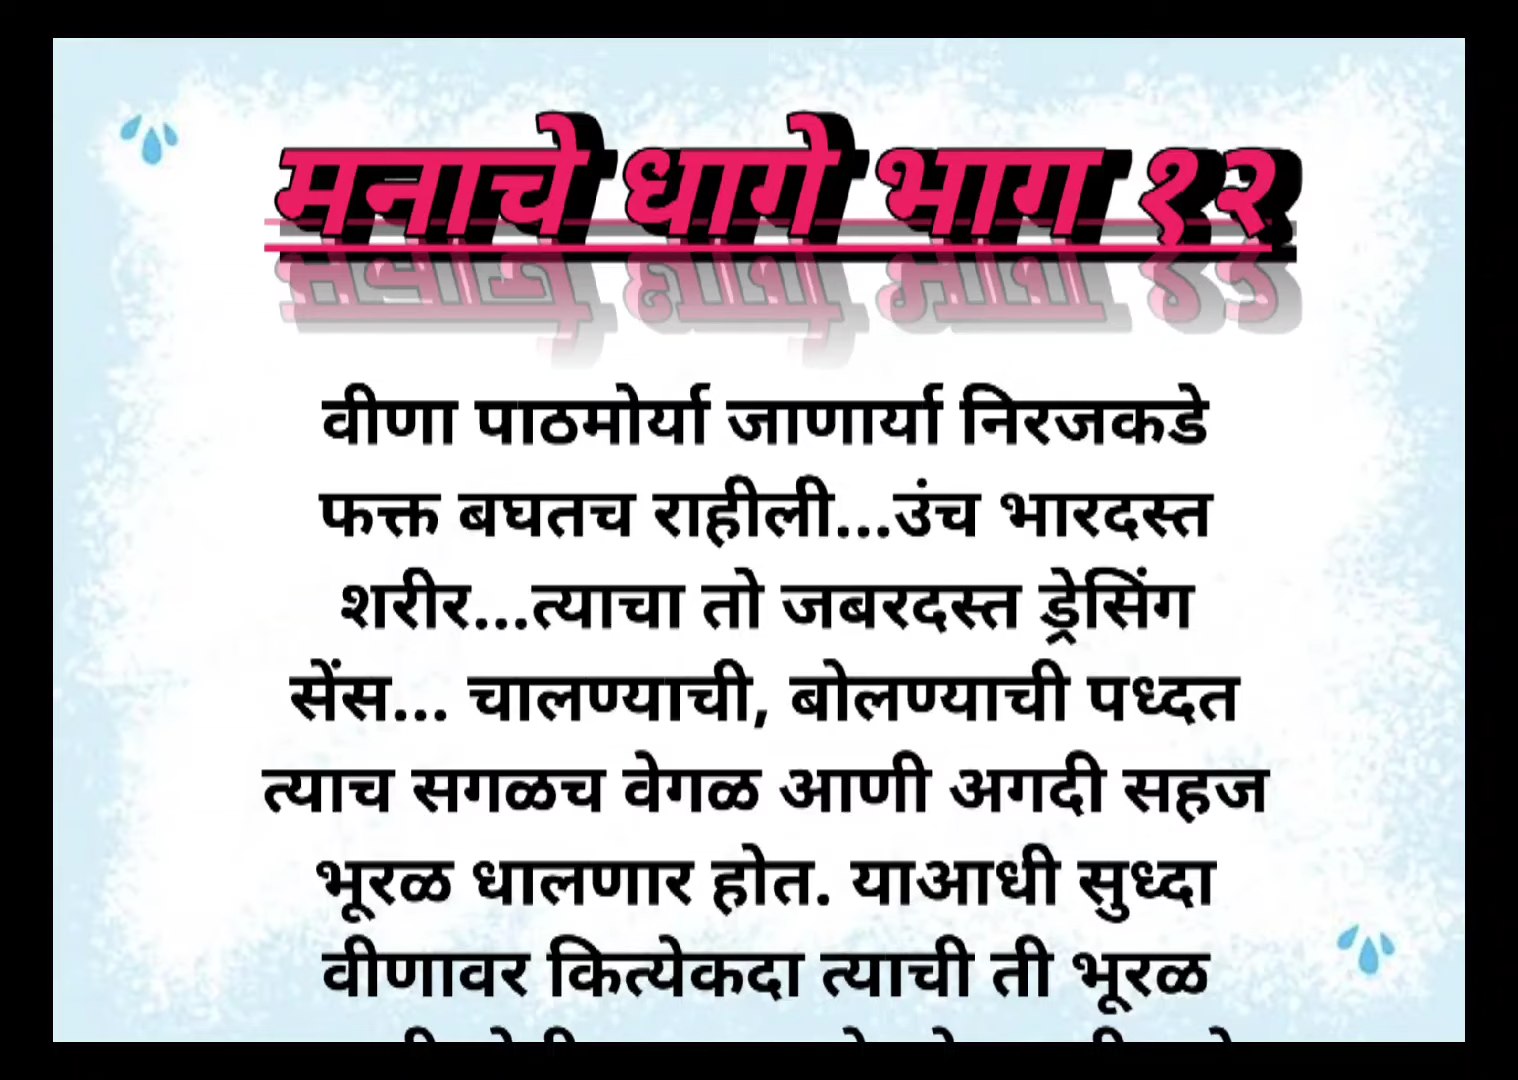 मनाचे धागे भाग १२
वीणा पाठमोर्या जाणार्या निरजकडे
फक्त बघतच राहीली...उंच भारदस्त
शरीर...त्याचा तो जबरदस्त ड्रेसिंग
सेंस... चालण्याची, बोलण्याची पध्दत
त्याच सगळच वेगळ आणी अगदी सहज
भूरळ धालणार होत. याआधी सुध्दा
वीणावर कित्येकदा त्याची ती भूरळ